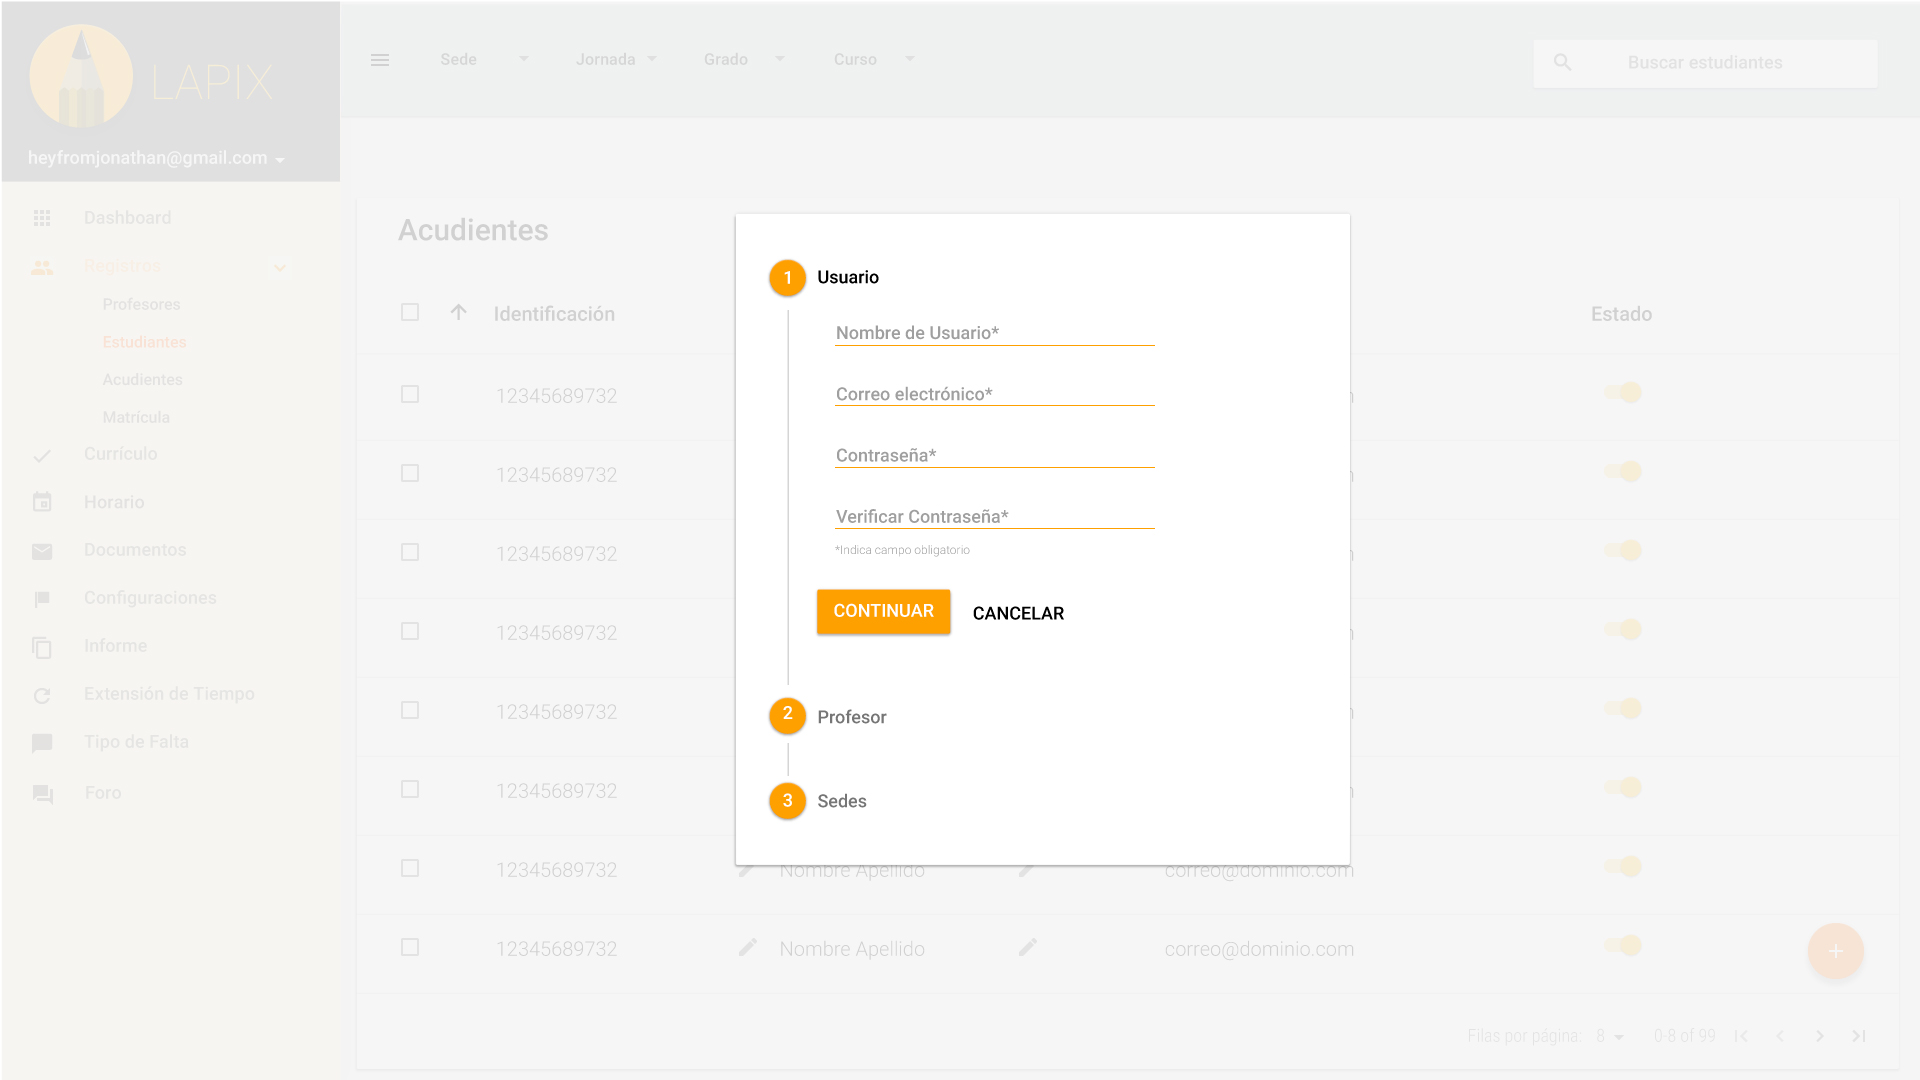 LAPIX
heyfromjonathan@gmail.com
Sede Jornada Grado Curso
Buscar estudiantes
Dashboard
Registros
Profesores
Estudiantes
Acudientes
Matrícula
Currículo
Horario
Documentos
Configuraciones
Informe
Extensión de Tiempo
Tipo de Falta
Foro
Acudientes
Identificación Estado
12345689732
12345689732
12345689732
12345689732
12345689732
12345689732
12345689732 Nombre Apellido correo@dominio.com
12345689732 Nombre Apellido correo@dominio.com
Filas por página: 8 0-8 of 99
1 Usuario
Nombre de Usuario*
Correo electrónico*
Contraseña*
Verificar Contraseña*
*Indica campo obligatorio
CONTINUAR CANCELAR
2 Profesor
3 Sedes